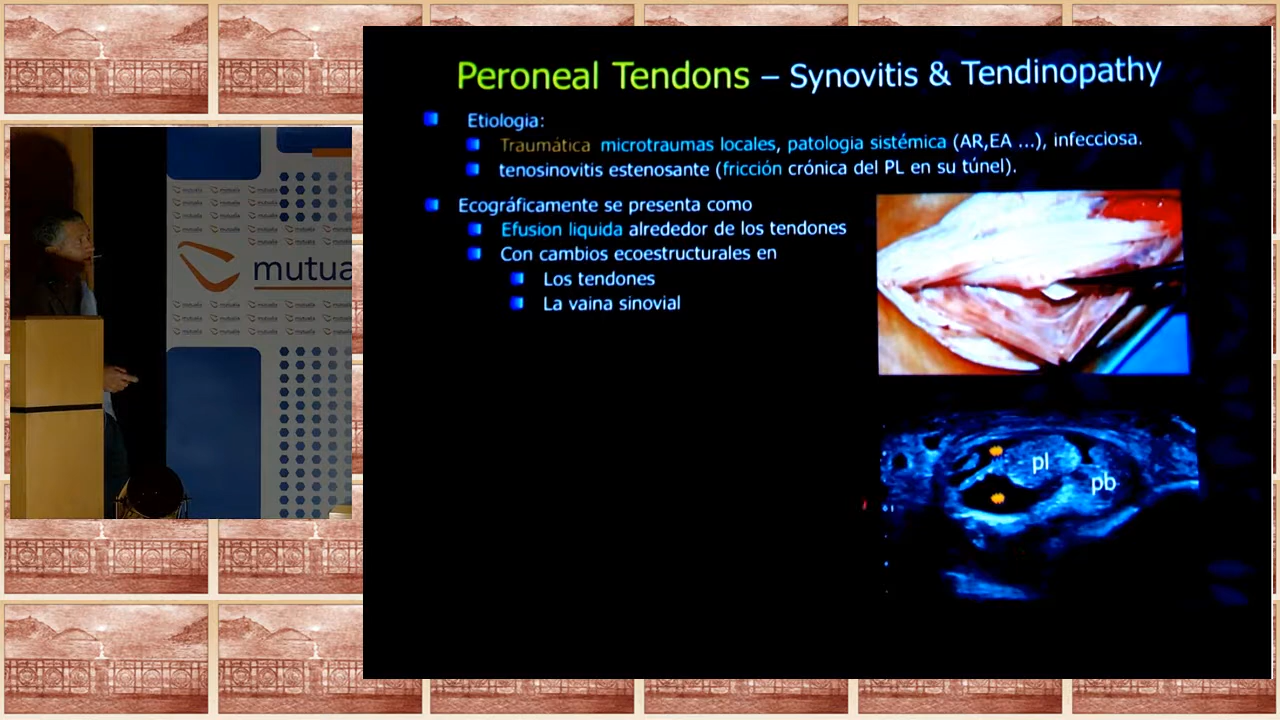 Peroneal Tendons – Synovitis & Tendinopathy
Etiologia:
Traumática microtraumas locales, patologia sistémica (AR,EA ...), infecciosa.
tenosinovitis estenosante (fricción crónica del PL en su túnel).
Ecográficamente se presenta como
Efusion liquida alrededor de los tendones
Con cambios ecoestructurales en
Los tendones
La vaina sinovial
pl
pb
mutua